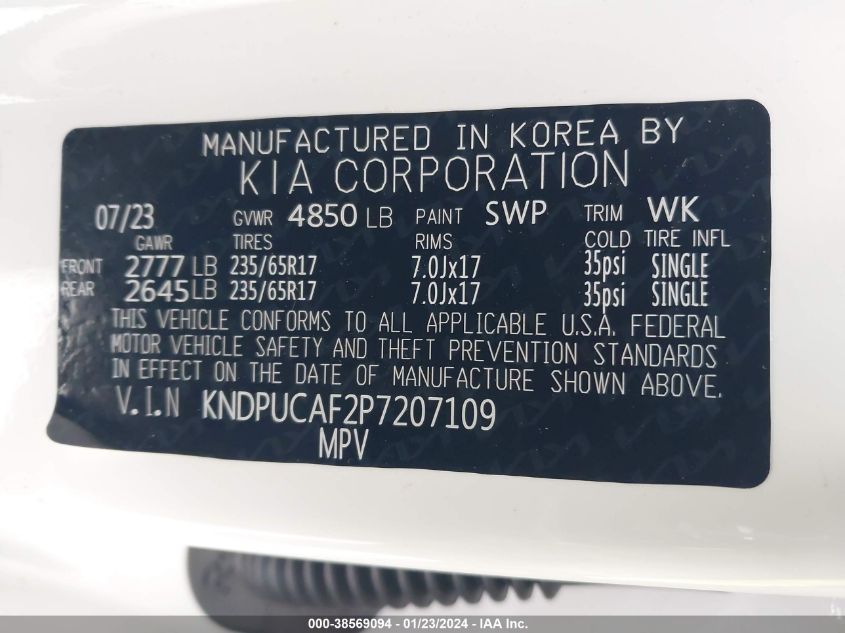 MANUFACTURED IN KOREA BY
KIA CORPORATION
07/23 GVWR 4850 LB PAINT SWP TRIM WK
GAWR TIRES RIMS COLD TIRE INFL
FRONT 2777 LB 235/65R17 7.0Jx17 35psi SINGLE
REAR 2645 LB 235/65R17 7.0Jx17 35psi SINGLE
THIS VEHICLE CONFORMS TO ALL APPLICABLE U.S.A. FEDERAL
MOTOR VEHICLE SAFETY AND THEFT PREVENTION STANDARDS
IN EFFECT ON THE DATE OF MANUFACTURE SHOWN ABOVE.
V.I.N KNDPUCAF2P7207109
MPV
000-38569094 - 01/23/2024 - IAA Inc.